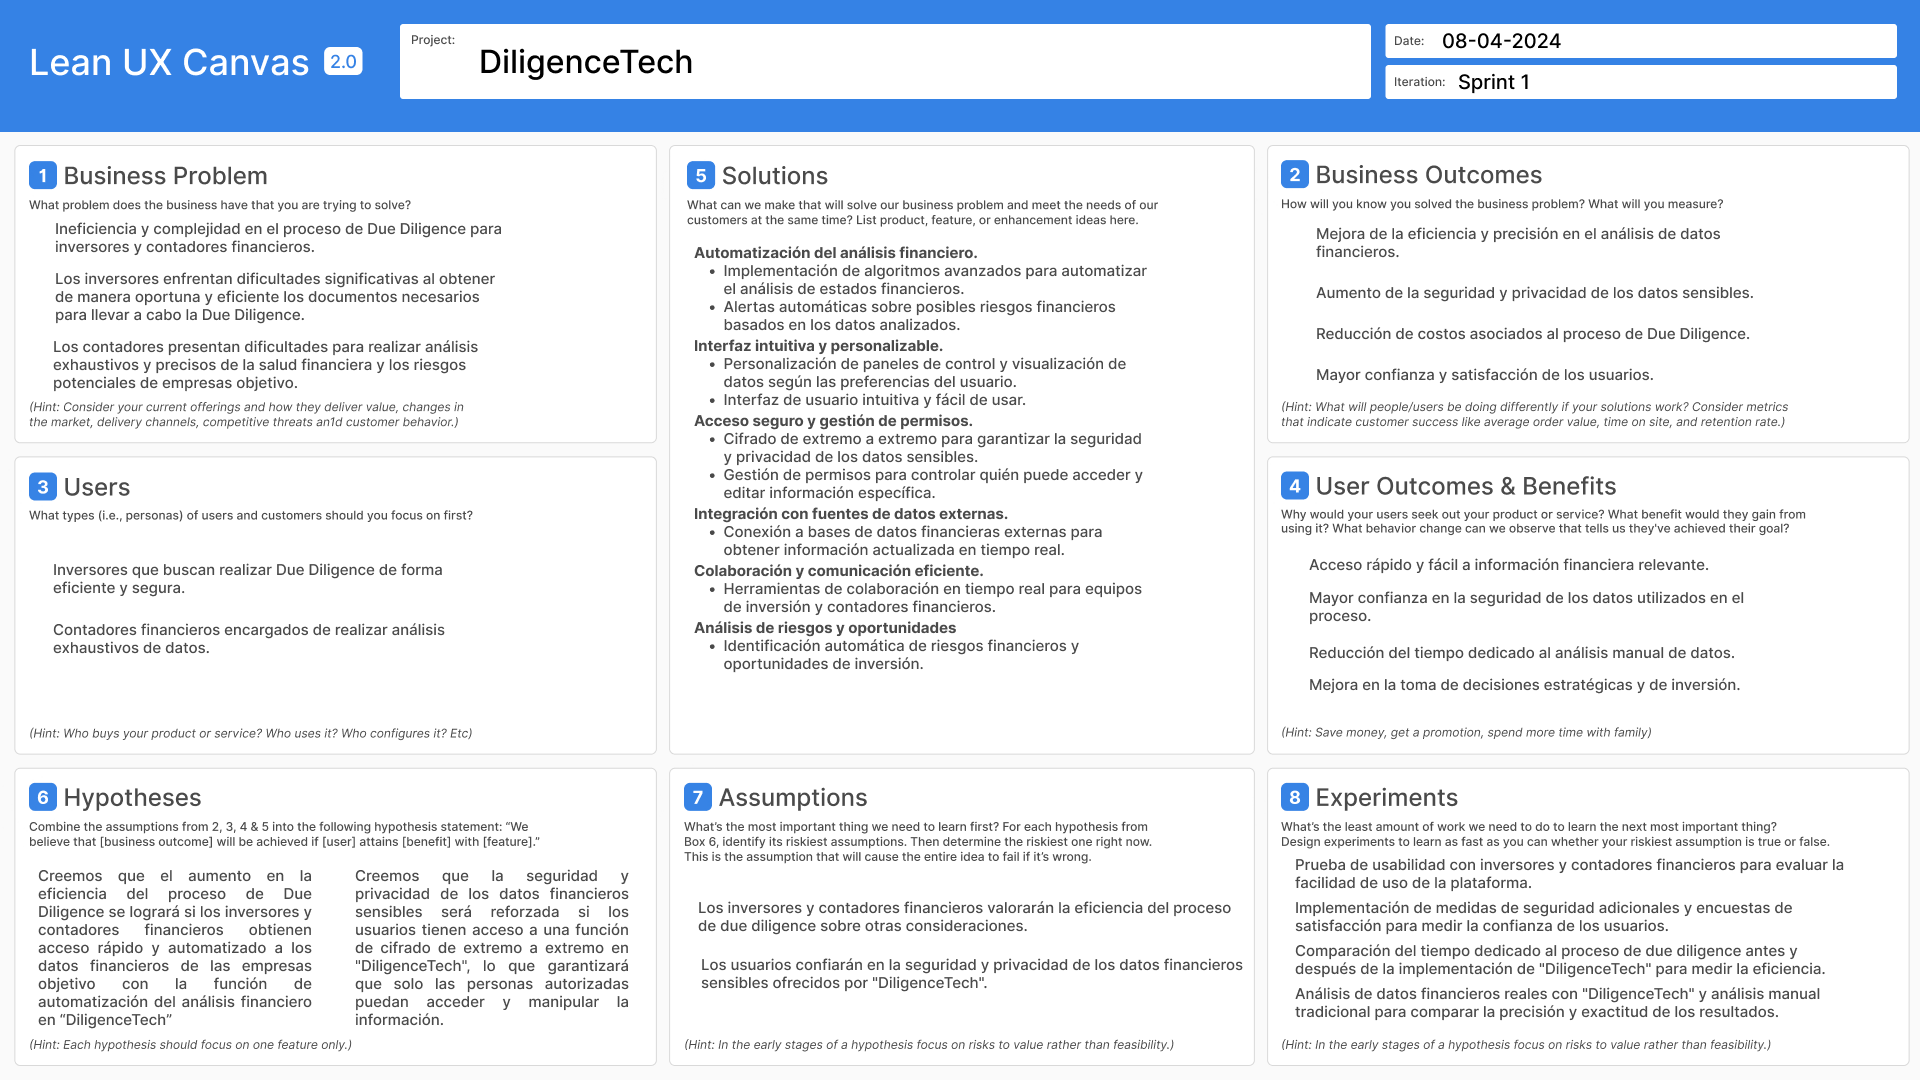 Lean UX Canvas 2.0
Project:
DiligenceTech
Date: 08-04-2024
Iteration: Sprint 1
1 Business Problem
What problem does the business have that you are trying to solve?
Ineficiencia y complejidad en el proceso de Due Diligence para
inversores y contadores financieros.
Los inversores enfrentan dificultades significativas al obtener
de manera oportuna y eficiente los documentos necesarios
para llevar a cabo la Due Diligence.
Los contadores presentan dificultades para realizar análisis
exhaustivos y precisos de la salud financiera y los riesgos
potenciales de empresas objetivo.
(Hint: Consider your current offerings and how they deliver value, changes in
the market, delivery channels, competitive threats an1d customer behavior.)
5 Solutions
What can we make that will solve our business problem and meet the needs of our
customers at the same time? List product, feature, or enhancement ideas here.
Automatización del análisis financiero.
• Implementación de algoritmos avanzados para automatizar
el análisis de estados financieros.
• Alertas automáticas sobre posibles riesgos financieros
basados en los datos analizados.
Interfaz intuitiva y personalizable.
• Personalización de paneles de control y visualización de
datos según las preferencias del usuario.
• Interfaz de usuario intuitiva y fácil de usar.
Acceso seguro y gestión de permisos.
• Cifrado de extremo a extremo para garantizar la seguridad
y privacidad de los datos sensibles.
• Gestión de permisos para controlar quién puede acceder y
editar información específica.
Integración con fuentes de datos externas.
• Conexión a bases de datos financieras externas para
obtener información actualizada en tiempo real.
Colaboración y comunicación eficiente.
• Herramientas de colaboración en tiempo real para equipos
de inversión y contadores financieros.
Análisis de riesgos y oportunidades
• Identificación automática de riesgos financieros y
oportunidades de inversión.
2 Business Outcomes
How will you know you solved the business problem? What will you measure?
Mejora de la eficiencia y precisión en el análisis de datos
financieros.
Aumento de la seguridad y privacidad de los datos sensibles.
Reducción de costos asociados al proceso de Due Diligence.
Mayor confianza y satisfacción de los usuarios.
(Hint: What will people/users be doing differently if your solutions work? Consider metrics
that indicate customer success like average order value, time on site, and retention rate.)
3 Users
What types (i.e., personas) of users and customers should you focus on first?
Inversores que buscan realizar Due Diligence de forma
eficiente y segura.
Contadores financieros encargados de realizar análisis
exhaustivos de datos.
(Hint: Who buys your product or service? Who uses it? Who configures it? Etc)
4 User Outcomes & Benefits
Why would your users seek out your product or service? What benefit would they gain from
using it? What behavior change can we observe that tells us they've achieved their goal?
Acceso rápido y fácil a información financiera relevante.
Mayor confianza en la seguridad de los datos utilizados en el
proceso.
Reducción del tiempo dedicado al análisis manual de datos.
Mejora en la toma de decisiones estratégicas y de inversión.
(Hint: Save money, get a promotion, spend more time with family)
6 Hypotheses
Combine the assumptions from 2, 3, 4 & 5 into the following hypothesis statement: “We
believe that [business outcome] will be achieved if [user] attains [benefit] with [feature].”
Creemos que el aumento en la
eficiencia del proceso de Due
Diligence se logrará si los inversores y
contadores financieros obtienen
acceso rápido y automatizado a los
datos financieros de las empresas
objetivo con la función de
automatización del análisis financiero
en “DiligenceTech”
Creemos que la seguridad y
privacidad de los datos financieros
sensibles será reforzada si los
usuarios tienen acceso a una función
de cifrado de extremo a extremo en
"DiligenceTech", lo que garantizará
que solo las personas autorizadas
puedan acceder y manipular la
información.
(Hint: Each hypothesis should focus on one feature only.)
7 Assumptions
What’s the most important thing we need to learn first? For each hypothesis from
Box 6, identify its riskiest assumptions. Then determine the riskiest one right now.
This is the assumption that will cause the entire idea to fail if it’s wrong.
Los inversores y contadores financieros valorarán la eficiencia del proceso
de due diligence sobre otras consideraciones.
Los usuarios confiarán en la seguridad y privacidad de los datos financieros
sensibles ofrecidos por "DiligenceTech".
(Hint: In the early stages of a hypothesis focus on risks to value rather than feasibility.)
8 Experiments
What’s the least amount of work we need to do to learn the next most important thing?
Design experiments to learn as fast as you can whether your riskiest assumption is true or false.
Prueba de usabilidad con inversores y contadores financieros para evaluar la
facilidad de uso de la plataforma.
Implementación de medidas de seguridad adicionales y encuestas de
satisfacción para medir la confianza de los usuarios.
Comparación del tiempo dedicado al proceso de due diligence antes y
después de la implementación de "DiligenceTech" para medir la eficiencia.
Análisis de datos financieros reales con "DiligenceTech" y análisis manual
tradicional para comparar la precisión y exactitud de los resultados.
(Hint: In the early stages of a hypothesis focus on risks to value rather than feasibility.)